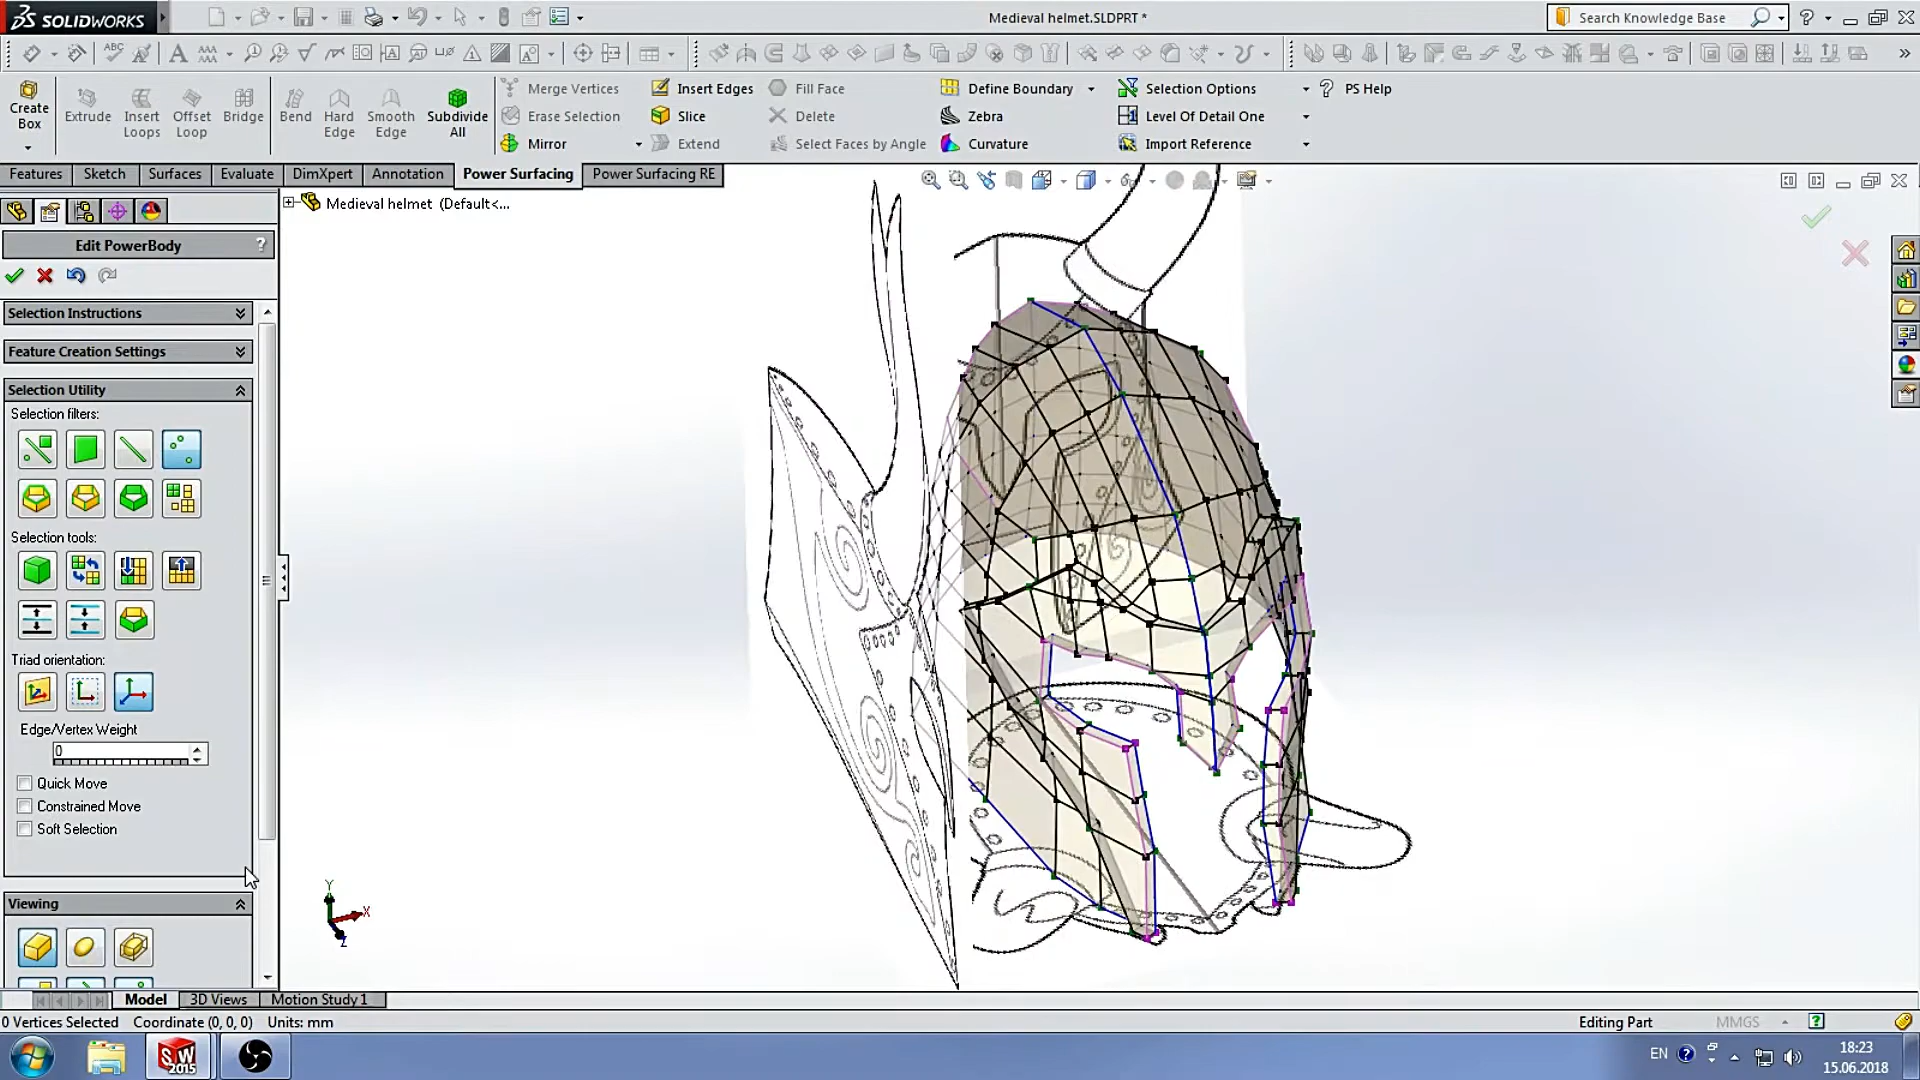 SOLIDWORKS
Medieval helmet.SLDPRT *
Search Knowledge Base
Create Box
Extrude
Insert Loops
Offset Loop
Bridge
Bend
Hard Edge
Smooth Edge
Subdivide All
Merge Vertices
Erase Selection
Mirror
Insert Edges
Slice
Extend
Fill Face
Delete
Select Faces by Angle
Define Boundary
Zebra
Curvature
Selection Options
Level Of Detail One
Import Reference
PS Help
Features
Sketch
Surfaces
Evaluate
DimXpert
Annotation
Power Surfacing
Power Surfacing RE
Medieval helmet (Default<...
Edit PowerBody
?
Selection Instructions
Feature Creation Settings
Selection Utility
Selection filters:
Selection tools:
Triad orientation:
Edge/Vertex Weight
0
Quick Move
Constrained Move
Soft Selection
Viewing
Y
X
Z
Model
3D Views
Motion Study 1
0 Vertices Selected
Coordinate (0, 0, 0)
Units: mm
Editing Part
MMGS
SW
2015
EN
18:23
15.06.2018